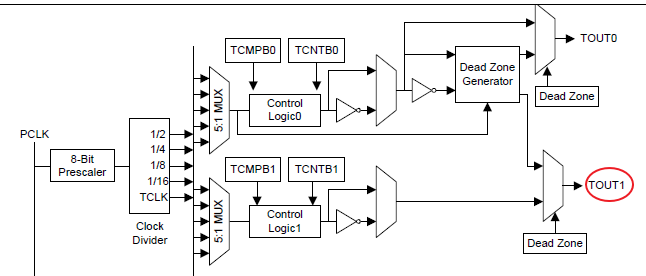 TCMPB0
TCNTB0
TOUT0
Dead Zone
Generator
5:1 MUX
Control
Logic0
Dead Zone
PCLK
8-Bit
Prescaler
1/2
1/4
1/8
1/16
TCLK
Clock
Divider
TCMPB1
TCNTB1
5:1 MUX
Control
Logic1
TOUT1
Dead Zone